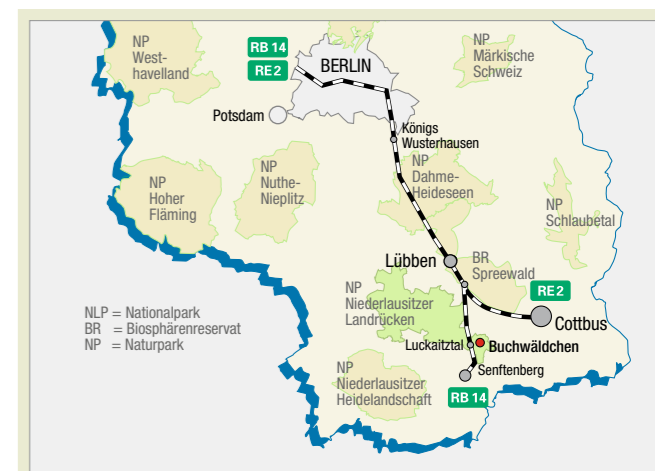 NP
West-
havelland
RB 14
RE 2
BERLIN
NP
Märkische
Schweiz
Potsdam
Königs
Wusterhausen
NP
Hoher
Fläming
NP
Nuthe-
Nieplitz
NP
Dahme-
Heideseen
NP
Schlaubetal
Lübben
BR
Spreewald
RE 2
Cottbus
NP
Niederlausitzer
Landrücken
NLP = Nationalpark
BR = Biosphärenreservat
NP = Naturpark
Luckaitztal
Buchwäldchen
Senftenberg
NP
Niederlausitzer
Heidelandschaft
RB 14